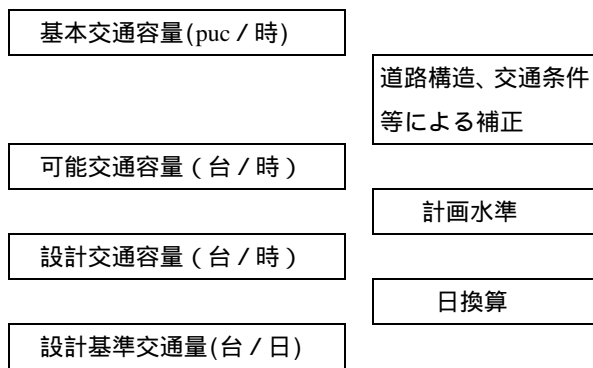 基本交通容量(puc／時)
道路構造、交通条件
等による補正
可能交通容量（台／時）
計画水準
設計交通容量（台／時）
日換算
設計基準交通量(台／日)